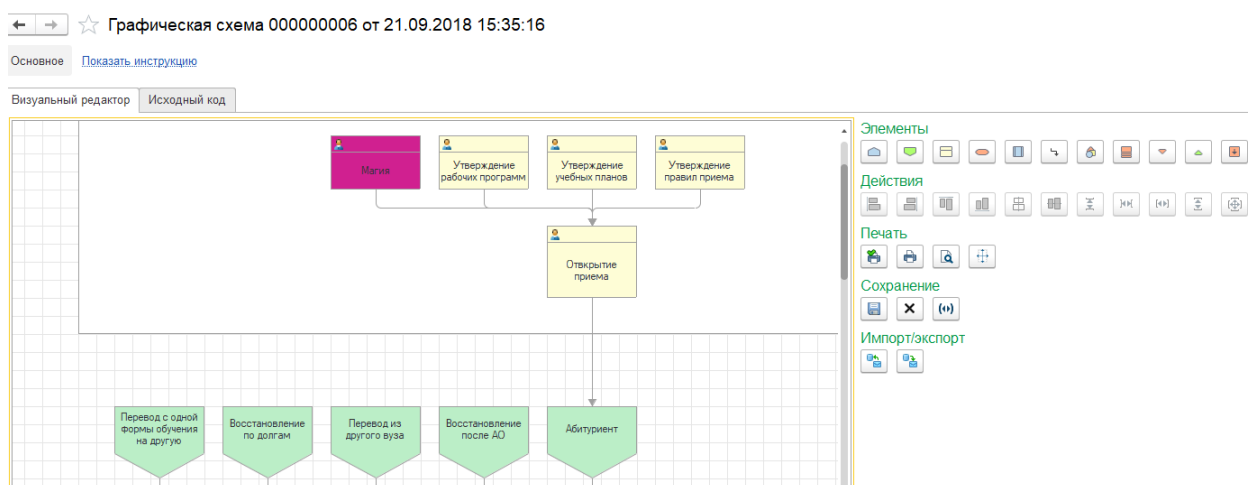 Графическая схема 000000006 от 21.09.2018 15:35:16
Основное Показать инструкцию
Визуальный редактор Исходный код
Элементы
Действия
Печать
Сохранение
Импорт/экспорт
Магия
Утверждение
рабочих программ
Утверждение
учебных планов
Утверждение
правил приема
Отвкрытие
приема
Перевод с одной
формы обучения
на другую
Восстановление
по долгам
Перевод из
другого вуза
Восстановление
после АО
Абитуриент